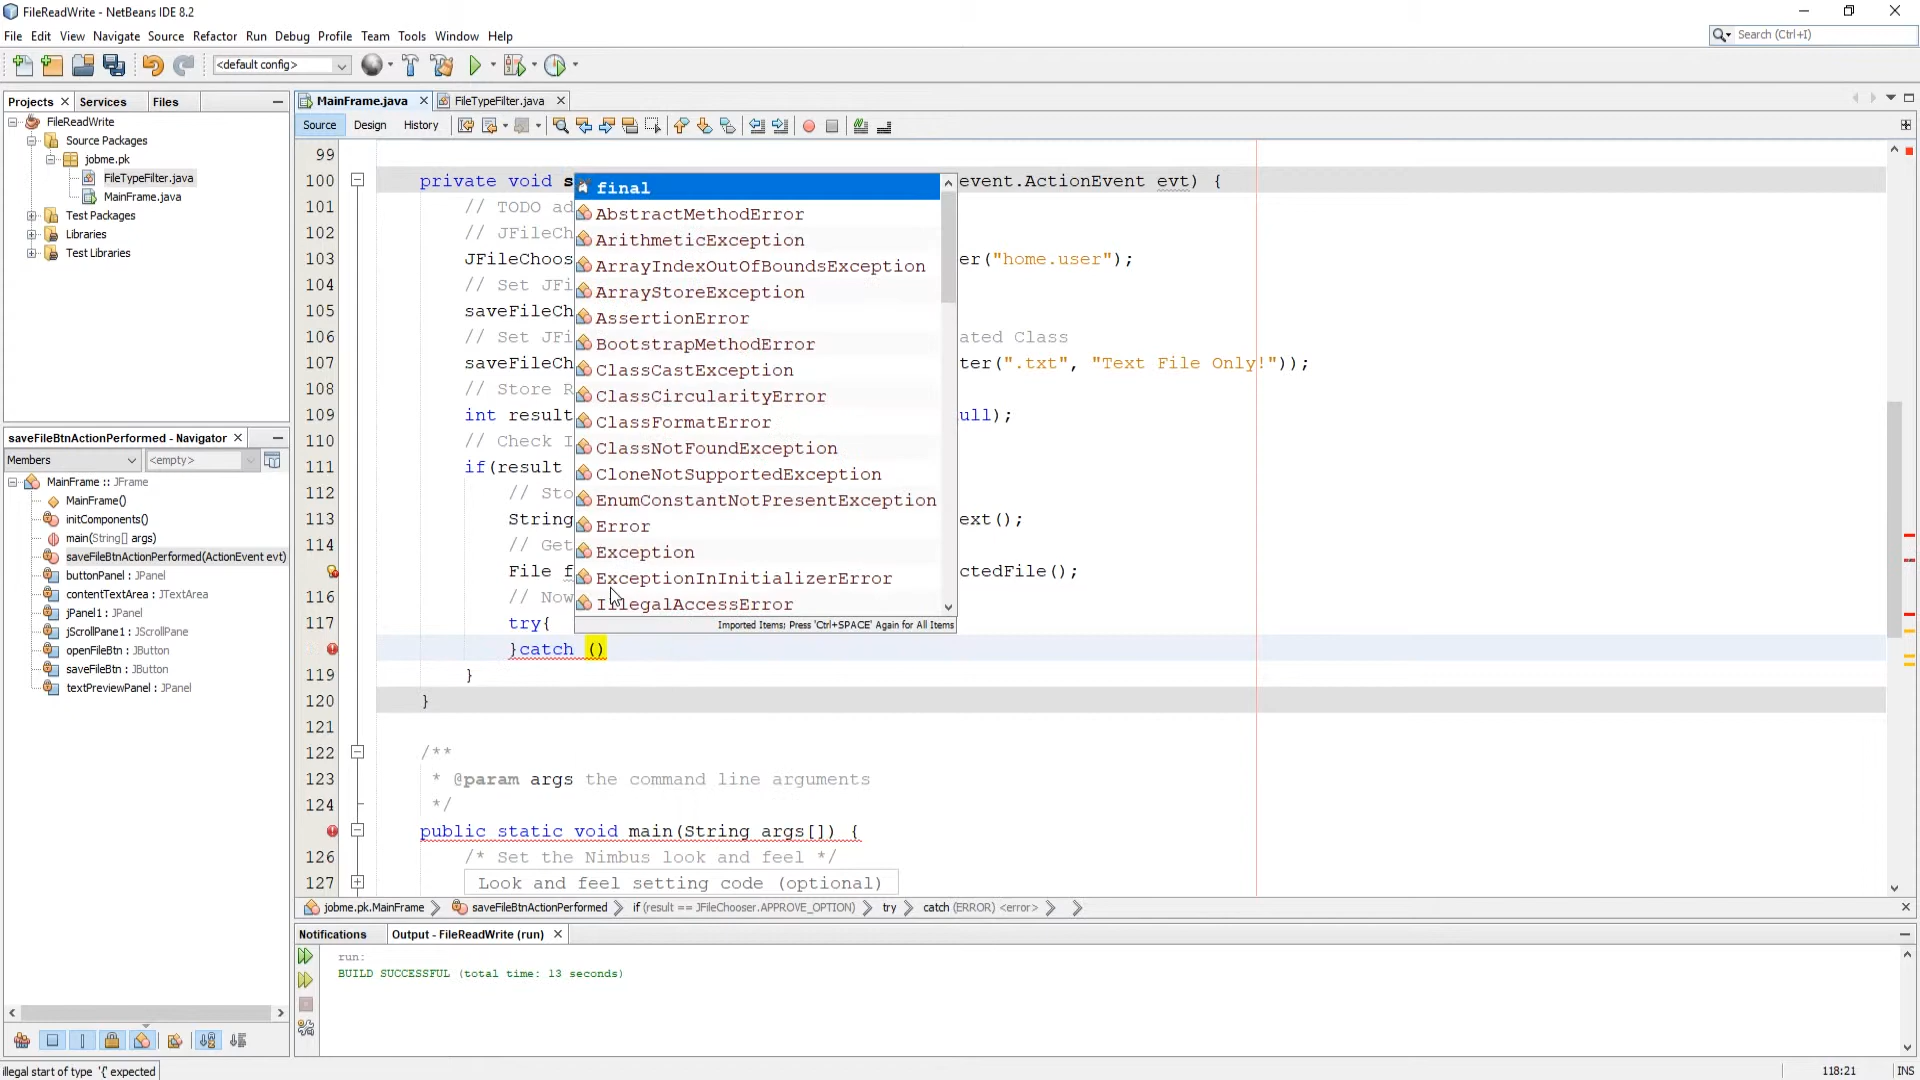 FileReadWrite - NetBeans IDE 8.2
File Edit View Navigate Source Refactor Run Debug Profile Team Tools Window Help
Search (Ctrl+I)
<default config>
Projects Services Files
MainFrame.java FileTypeFilter.java
FileReadWrite
Source Packages
jobme.pk
FileTypeFilter.java
MainFrame.java
Test Packages
Libraries
Test Libraries
saveFileBtnActionPerformed - Navigator
Members <empty>
MainFrame :: JFrame
MainFrame()
initComponents()
main(String[] args)
saveFileBtnActionPerformed(ActionEvent evt)
buttonPanel : JPanel
contentTextArea : JTextArea
jPanel1 : JPanel
jScrollPane1 : JScrollPane
openFileBtn : JButton
saveFileBtn : JButton
textPreviewPanel : JPanel
Source Design History
99
100 private void s event.ActionEvent evt) {
101 // TODO ad
102 // JFileCh
103 JFileChoos er("home.user");
104 // Set JFi
105 saveFileCh
106 // Set JFi ated Class
107 saveFileCh ter(".txt", "Text File Only!"));
108 // Store R
109 int result ull);
110 // Check I
111 if(result
112 // Sto
113 String ext();
114 // Get
File f ctedFile();
116 // Now
117 try{
}catch ()
119 }
120 }
121
122 /**
123 * @param args the command line arguments
124 */
public static void main(String args[]) {
126 /* Set the Nimbus look and feel */
127 Look and feel setting code (optional)
final
AbstractMethodError
ArithmeticException
ArrayIndexOutOfBoundsException
ArrayStoreException
AssertionError
BootstrapMethodError
ClassCastException
ClassCircularityError
ClassFormatError
ClassNotFoundException
CloneNotSupportedException
EnumConstantNotPresentException
Error
Exception
ExceptionInInitializerError
IllegalAccessError
Imported Items; Press 'Ctrl+SPACE' Again for All Items
jobme.pk.MainFrame saveFileBtnActionPerformed if (result == JFileChooser.APPROVE_OPTION) try catch (ERROR) <error>
Notifications Output - FileReadWrite (run)
run:
BUILD SUCCESSFUL (total time: 13 seconds)
illegal start of type '{' expected
118:21 INS